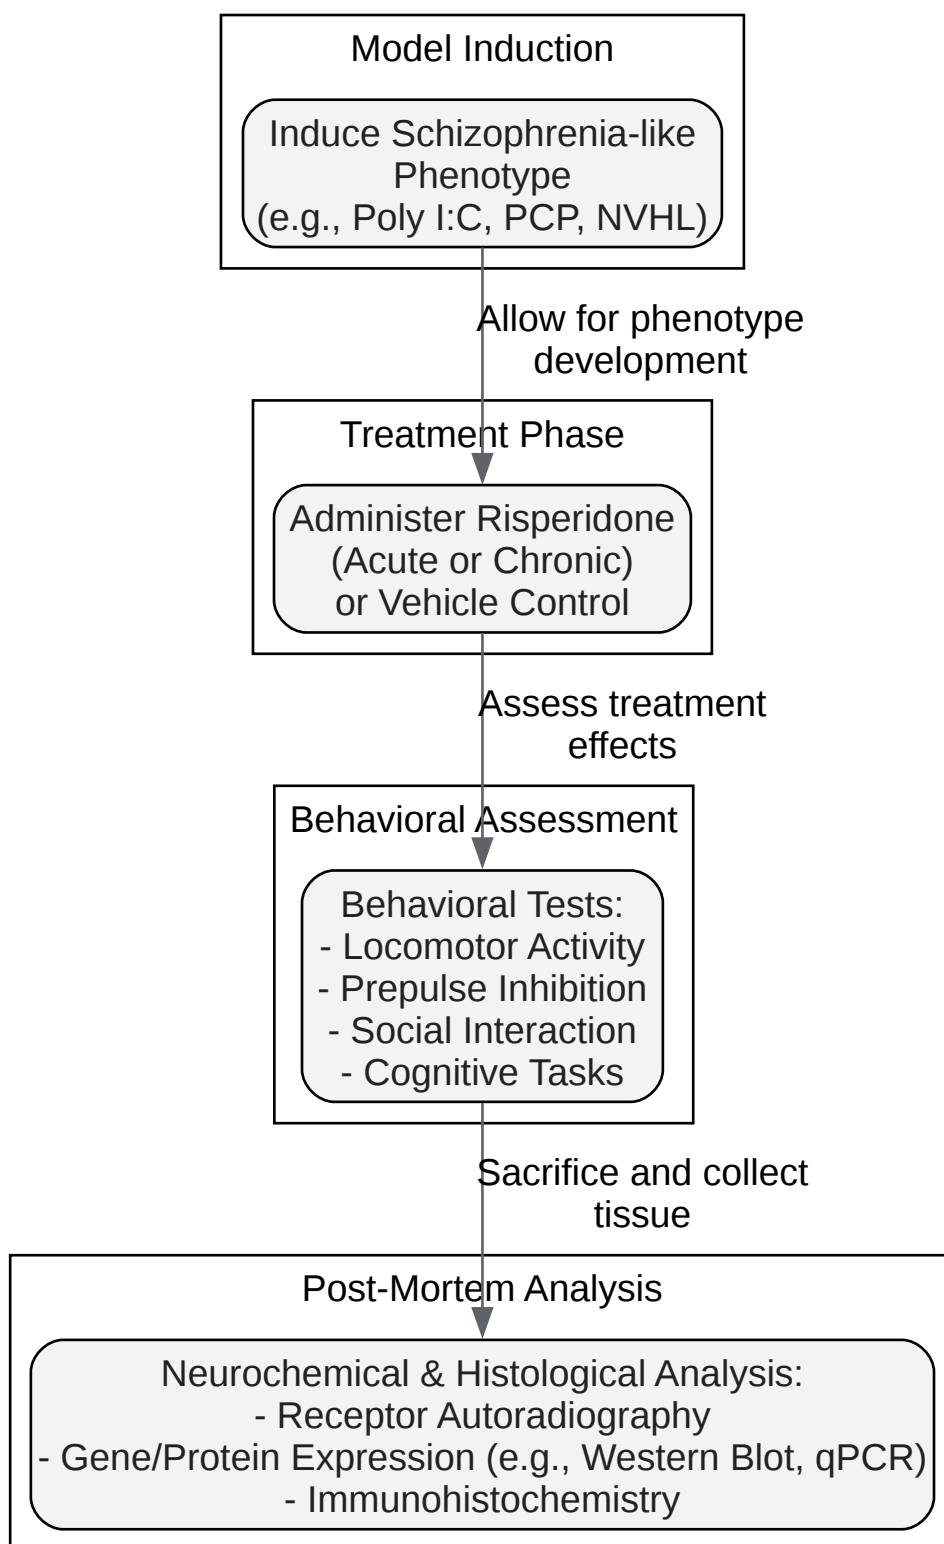 Model Induction
Induce Schizophrenia-like
Phenotype
(e.g., Poly I:C, PCP, NVHL)
Allow for phenotype
development
Treatment Phase
Administer Risperidone
(Acute or Chronic)
or Vehicle Control
Assess treatment
effects
Behavioral Assessment
Behavioral Tests:
- Locomotor Activity
- Prepulse Inhibition
- Social Interaction
- Cognitive Tasks
Sacrifice and collect
tissue
Post-Mortem Analysis
Neurochemical & Histological Analysis:
- Receptor Autoradiography
- Gene/Protein Expression (e.g., Western Blot, qPCR)
- Immunohistochemistry